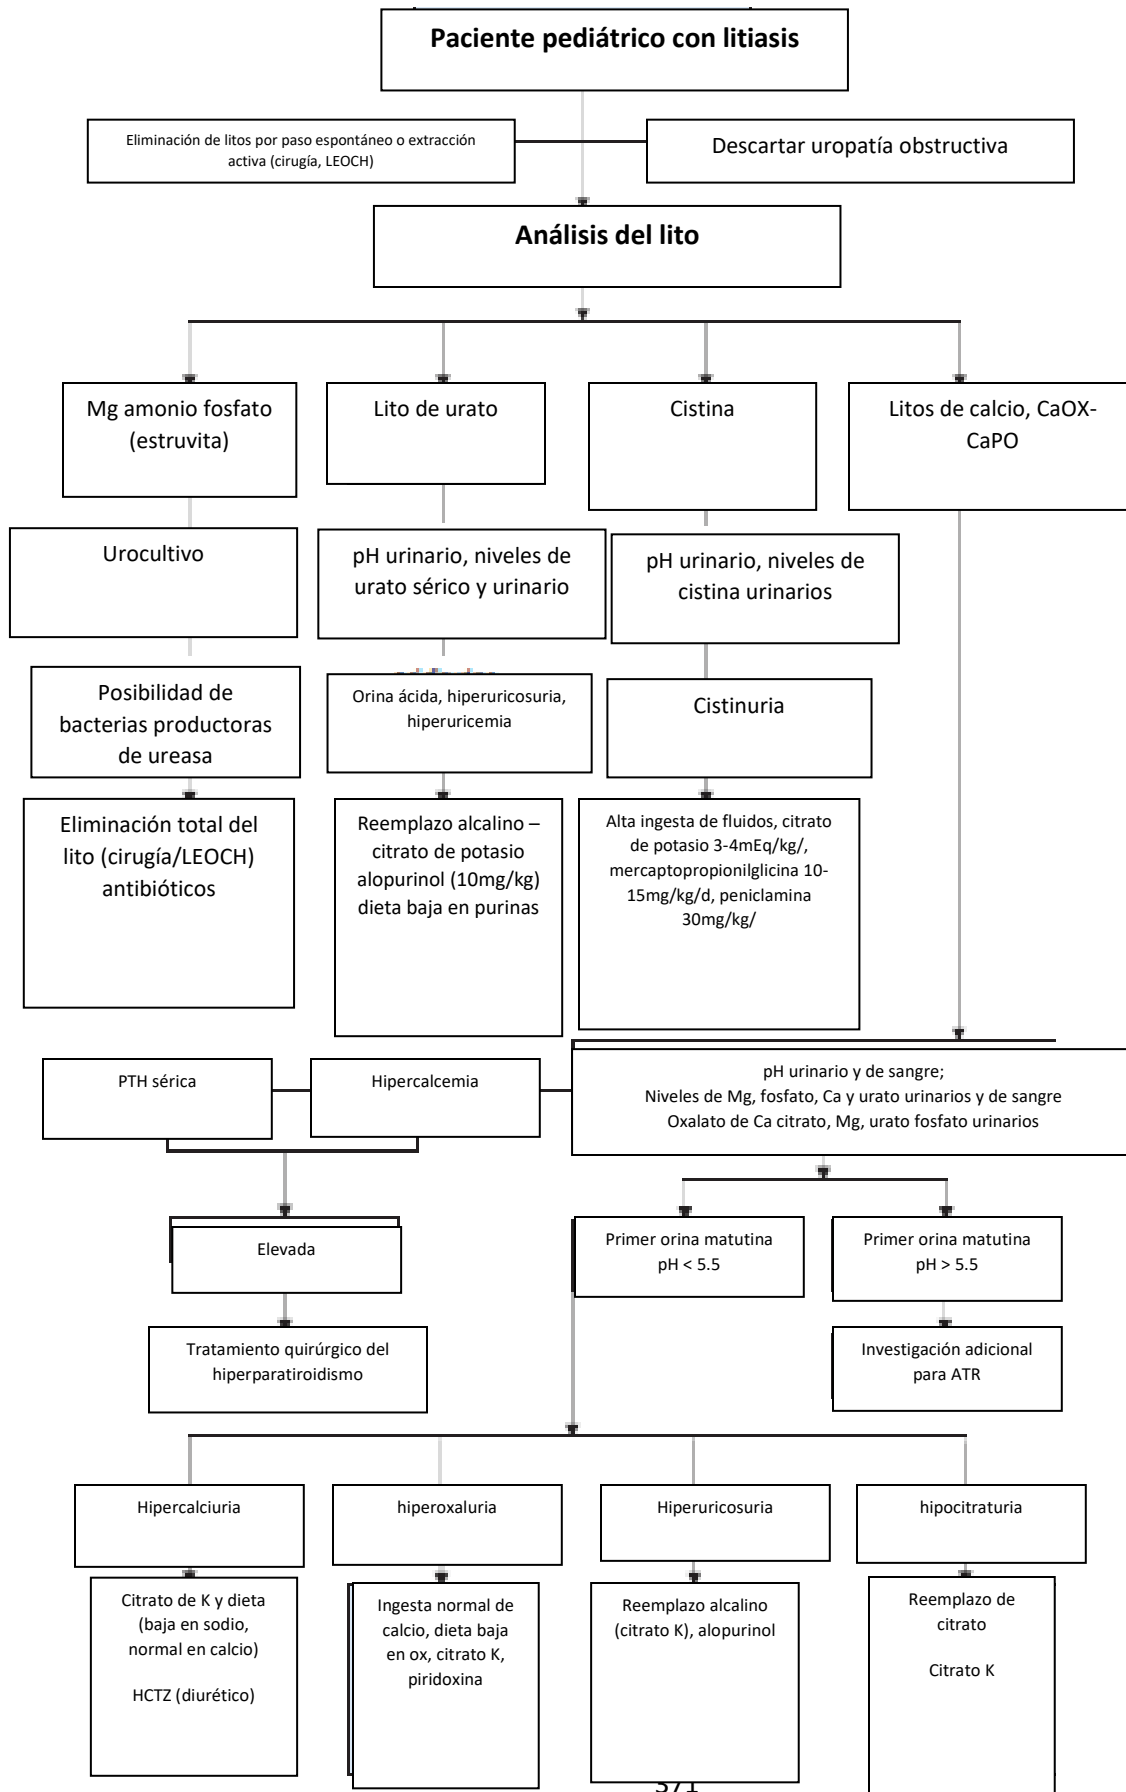 Paciente pediátrico con litiasis
Eliminación de litos por paso espontáneo o extracción
activa (cirugía, LEOCH)
Descartar uropatía obstructiva
Análisis del lito
Mg amonio fosfato
(estruvita)
Lito de urato
Cistina
Litos de calcio, CaOX-
CaPO
Urocultivo
pH urinario, niveles de
urato sérico y urinario
pH urinario, niveles de
cistina urinarios
Posibilidad de
bacterias productoras
de ureasa
Orina ácida, hiperuricosuria,
hiperuricemia
Cistinuria
Eliminación total del
lito (cirugía/LEOCH)
antibióticos
Reemplazo alcalino –
citrato de potasio
alopurinol (10mg/kg)
dieta baja en purinas
Alta ingesta de fluidos, citrato
de potasio 3-4mEq/kg/,
mercaptopropionilglicina 10-
15mg/kg/d, peniclamina
30mg/kg/
PTH sérica
Hipercalcemia
pH urinario y de sangre;
Niveles de Mg, fosfato, Ca y urato urinarios y de sangre
Oxalato de Ca citrato, Mg, urato fosfato urinarios
Elevada
Primer orina matutina
pH < 5.5
Primer orina matutina
pH > 5.5
Tratamiento quirúrgico del
hiperparatiroidismo
Investigación adicional
para ATR
Hipercalciuria
hiperoxaluria
Hiperuricosuria
hipocitraturia
Citrato de K y dieta
(baja en sodio,
normal en calcio)
HCTZ (diurético)
Ingesta normal de
calcio, dieta baja
en ox, citrato K,
piridoxina
Reemplazo alcalino
(citrato K), alopurinol
Reemplazo de
citrato
Citrato K
371